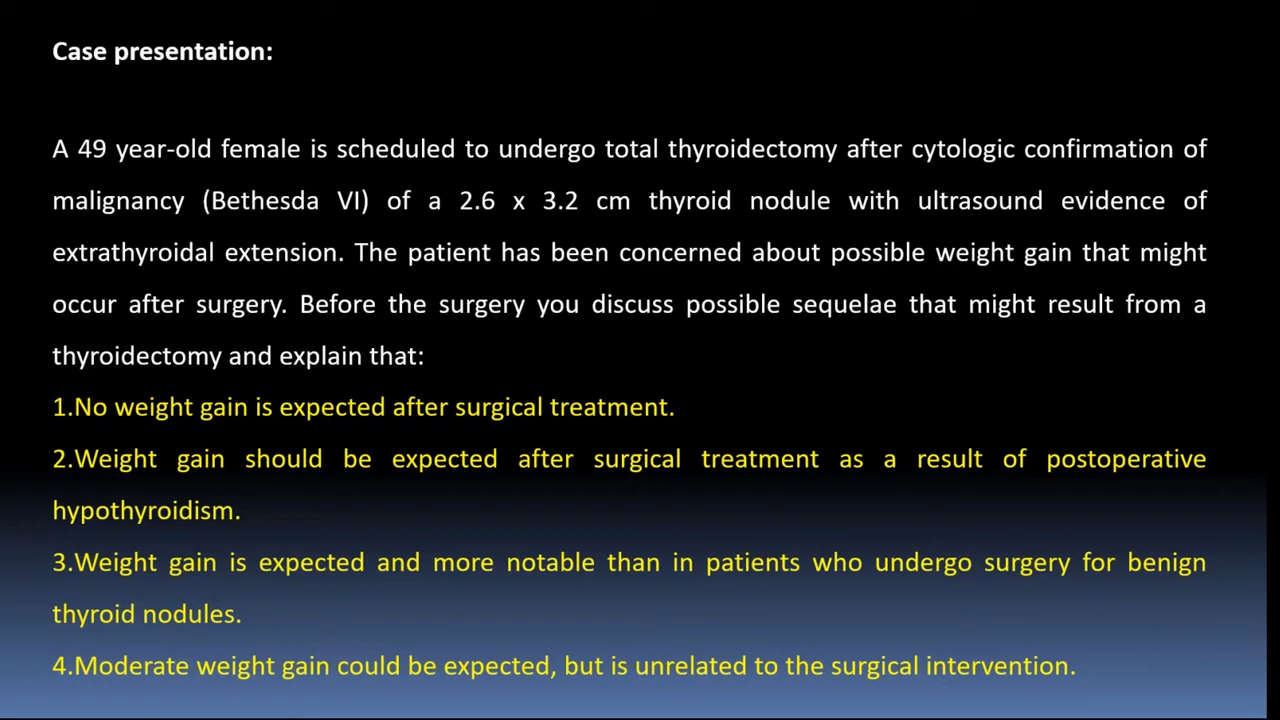 Case presentation:
A 49 year-old female is scheduled to undergo total thyroidectomy after cytologic confirmation of
malignancy (Bethesda VI) of a 2.6 x 3.2 cm thyroid nodule with ultrasound evidence of
extrathyroidal extension. The patient has been concerned about possible weight gain that might
occur after surgery. Before the surgery you discuss possible sequelae that might result from a
thyroidectomy and explain that:
1.No weight gain is expected after surgical treatment.
2.Weight gain should be expected after surgical treatment as a result of postoperative
hypothyroidism.
3.Weight gain is expected and more notable than in patients who undergo surgery for benign
thyroid nodules.
4.Moderate weight gain could be expected, but is unrelated to the surgical intervention.